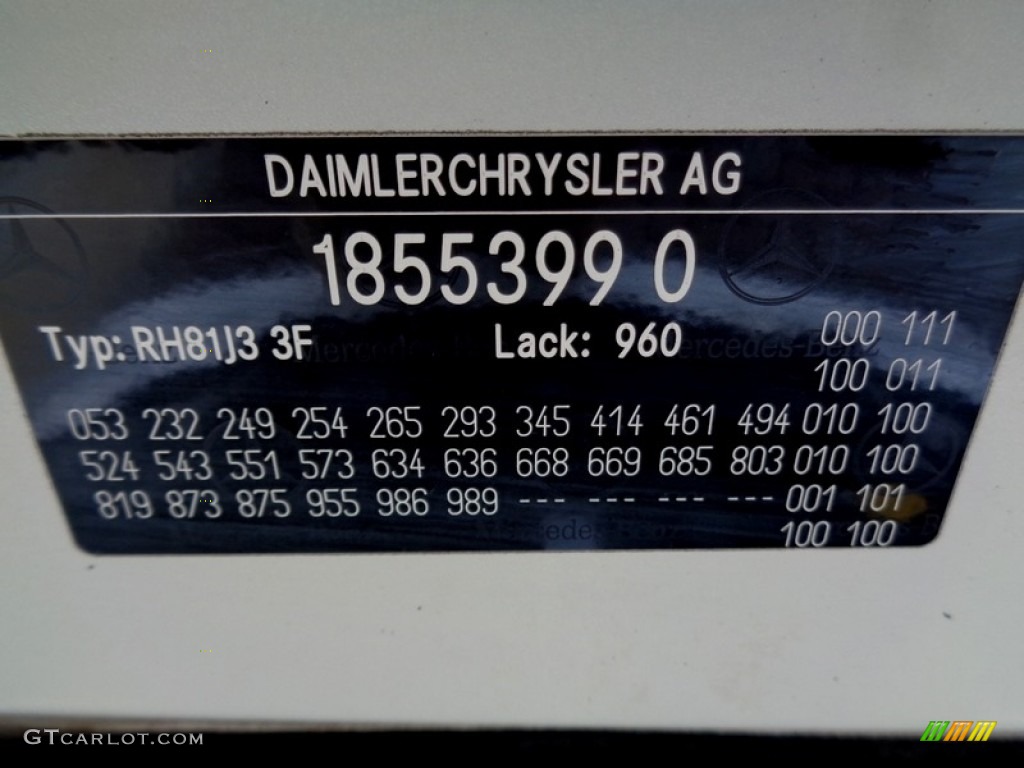 DAIMLERCHRYSLER AG
1855399 0
Typ: RH81J3 3F Lack: 960 000 111
100 011
053 232 249 254 265 293 345 414 461 494 010 100
524 543 551 573 634 636 668 669 685 803 010 100
819 873 875 955 986 989 --- --- --- --- 001 101
100 100
GTCARLOT.COM